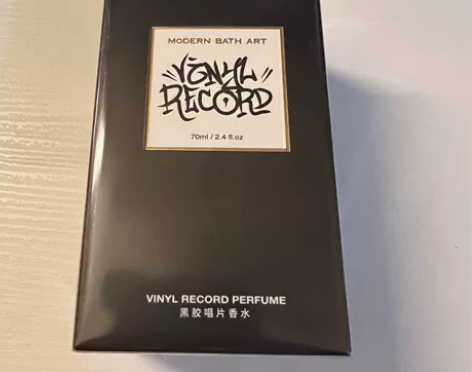 MODERN BATH ART
"VINYL"
RECORD
70ml / 2.4 fl.oz
VINYL RECORD PERFUME
黑胶唱片香水